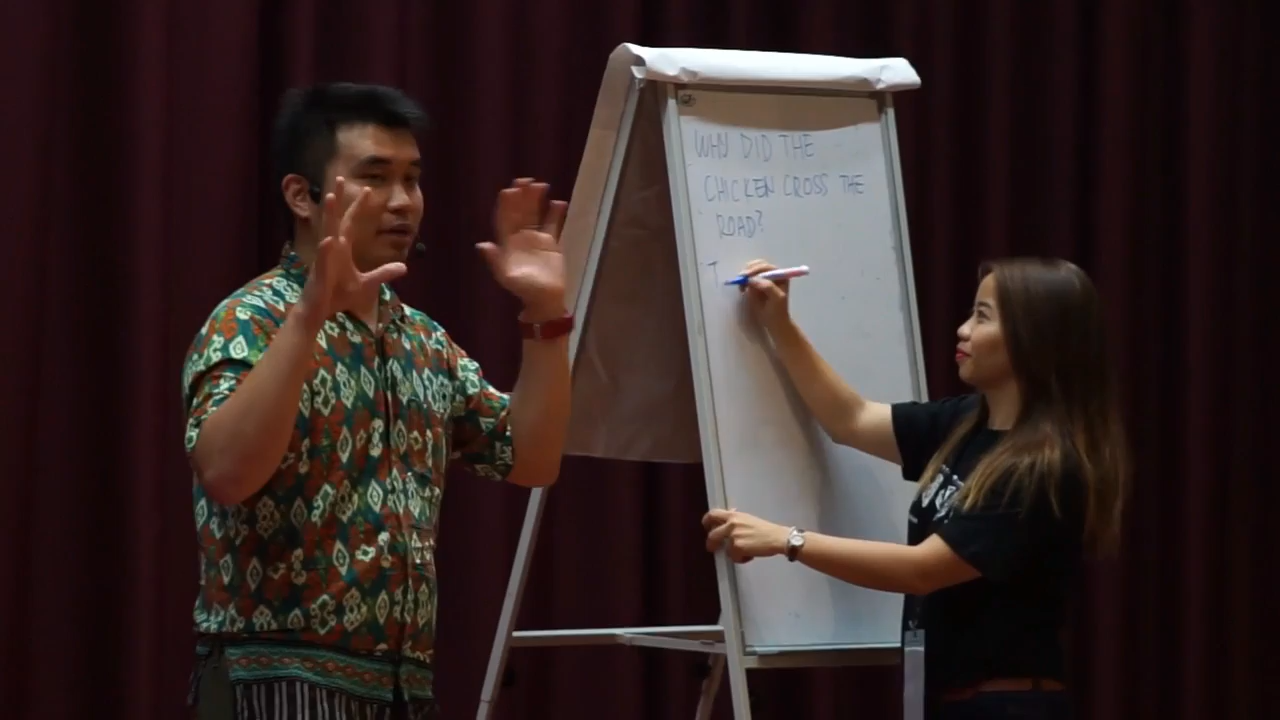 WHY DID THE
CHICKEN CROSS THE
ROAD?
T